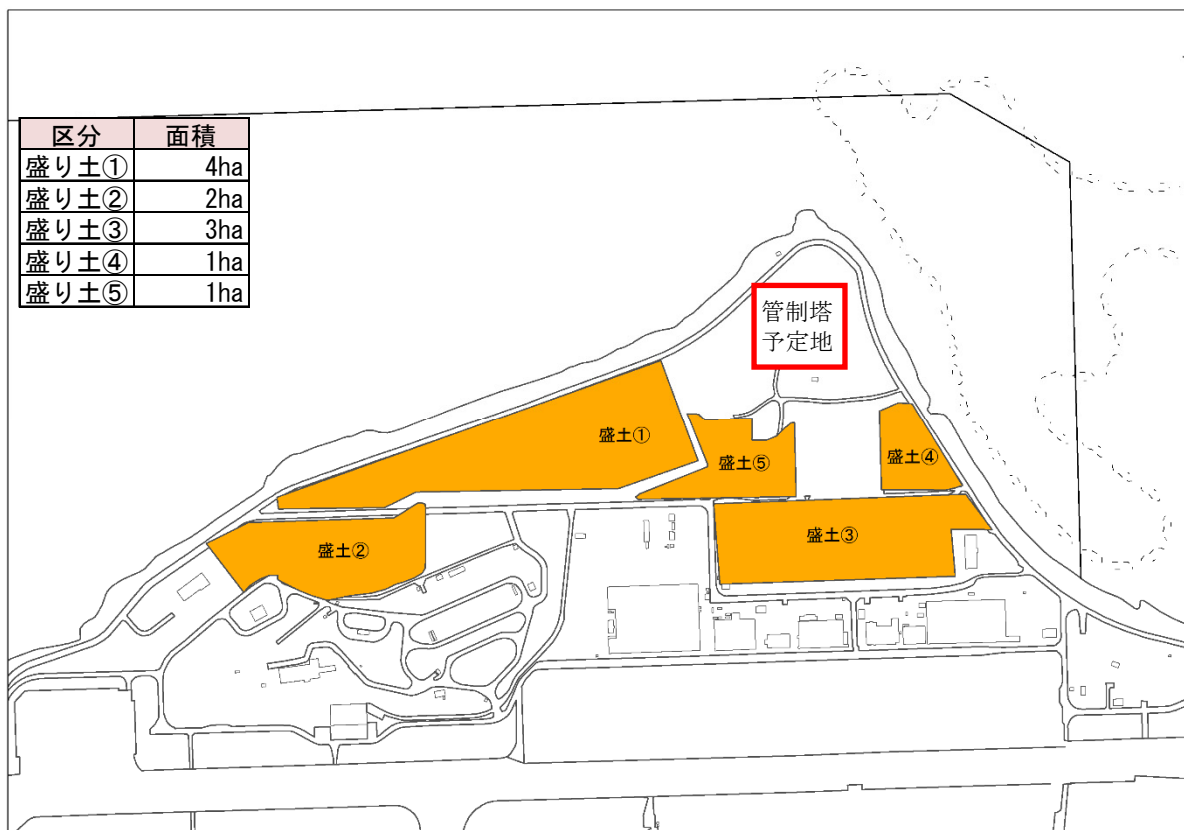 区分 面積
盛り土① 4ha
盛り土② 2ha
盛り土③ 3ha
盛り土④ 1ha
盛り土⑤ 1ha
管制塔
予定地
盛土①
盛土⑤
盛土④
盛土③
盛土②